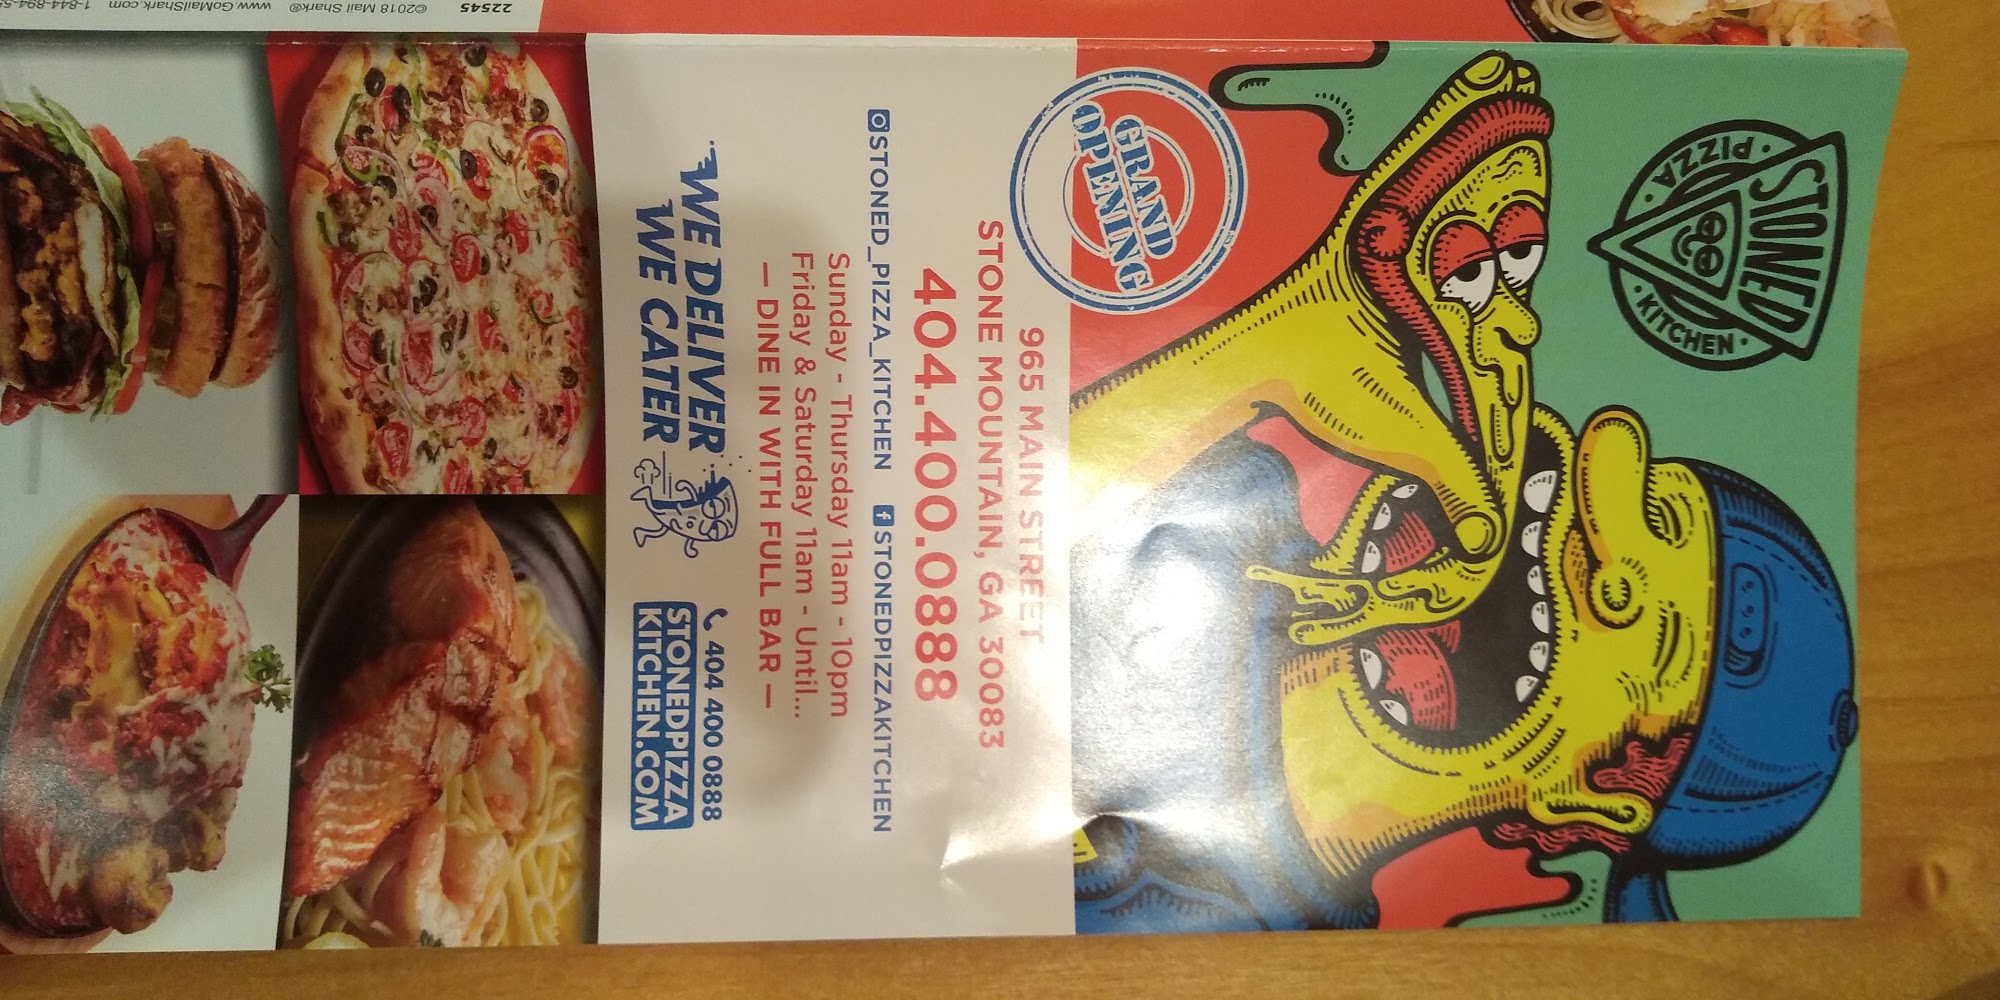 STONED
• PIZZA •
• KITCHEN •
GRAND
OPENING
965 MAIN STREET
STONE MOUNTAIN, GA 30083
404.400.0888
@STONED_PIZZA_KITCHEN STONEDPIZZAKITCHEN
Sunday - Thursday 11am - 10pm
Friday & Saturday 11am - Until...
— DINE IN WITH FULL BAR —
WE DELIVER
WE CATER
404 400 0888
STONEDPIZZA
KITCHEN.COM
22545
©2018 Mail Shark® www.GoMailShark.com